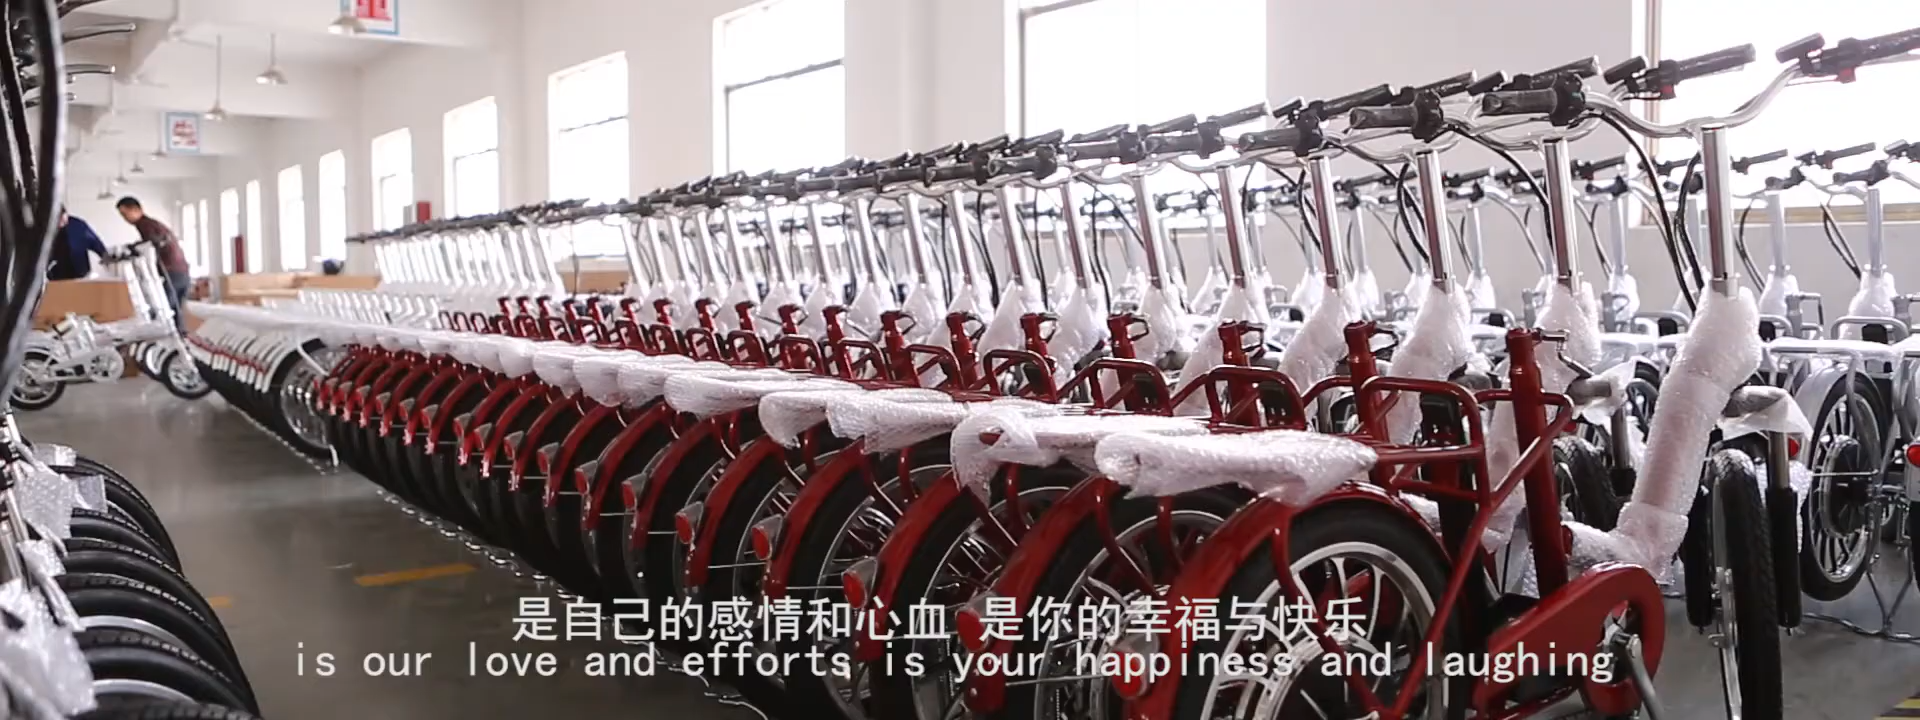 是自己的感情和心血 是你的幸福与快乐
is our love and efforts is your happiness and laughing